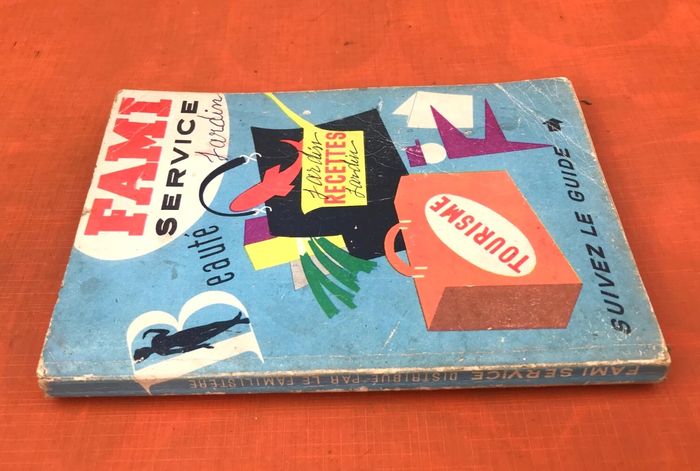 FAMI
SERVICE
Jardin
Beauté
Jardin
RECETTES
Jardin
TOURISME
SUIVEZ LE GUIDE
FAMI SERVICE DISTRIBUÉ PAR LE FAMILISTÈRE